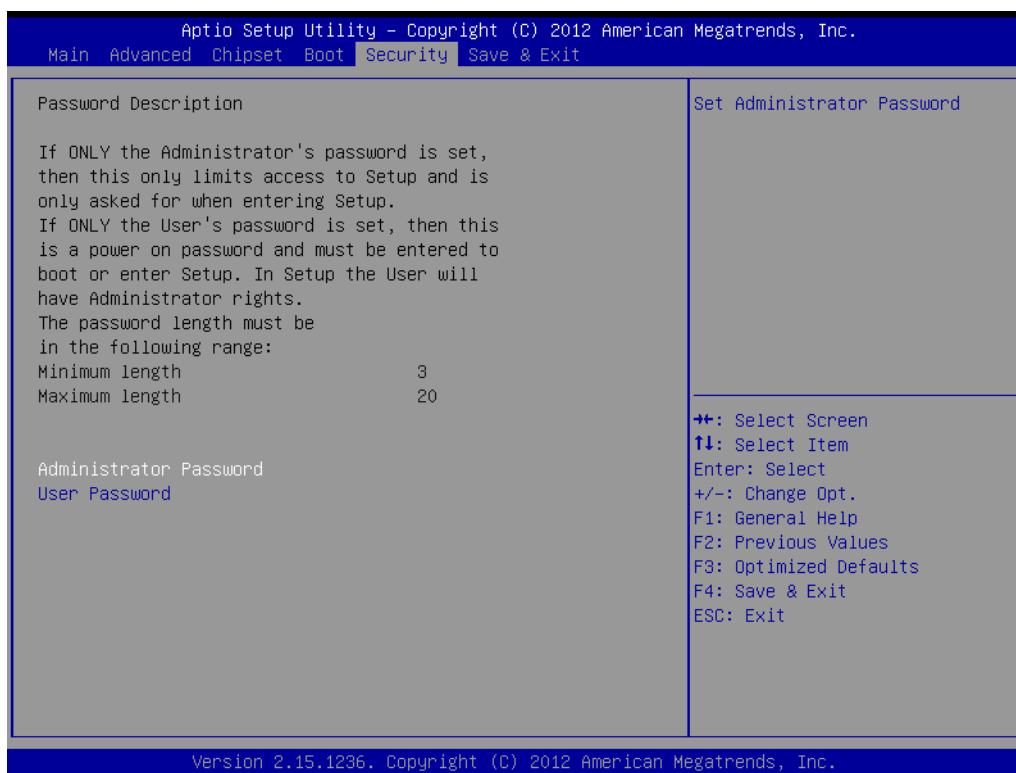 Aptio Setup Utility – Copyright (C) 2012 American Megatrends, Inc.
Main Advanced Chipset Boot Security Save & Exit
Password Description
If ONLY the Administrator's password is set,
then this only limits access to Setup and is
only asked for when entering Setup.
If ONLY the User's password is set, then this
is a power on password and must be entered to
boot or enter Setup. In Setup the User will
have Administrator rights.
The password length must be
in the following range:
Minimum length 3
Maximum length 20
Administrator Password
User Password
Set Administrator Password
→←: Select Screen
↑↓: Select Item
Enter: Select
+/-: Change Opt.
F1: General Help
F2: Previous Values
F3: Optimized Defaults
F4: Save & Exit
ESC: Exit
Version 2.15.1236. Copyright (C) 2012 American Megatrends, Inc.